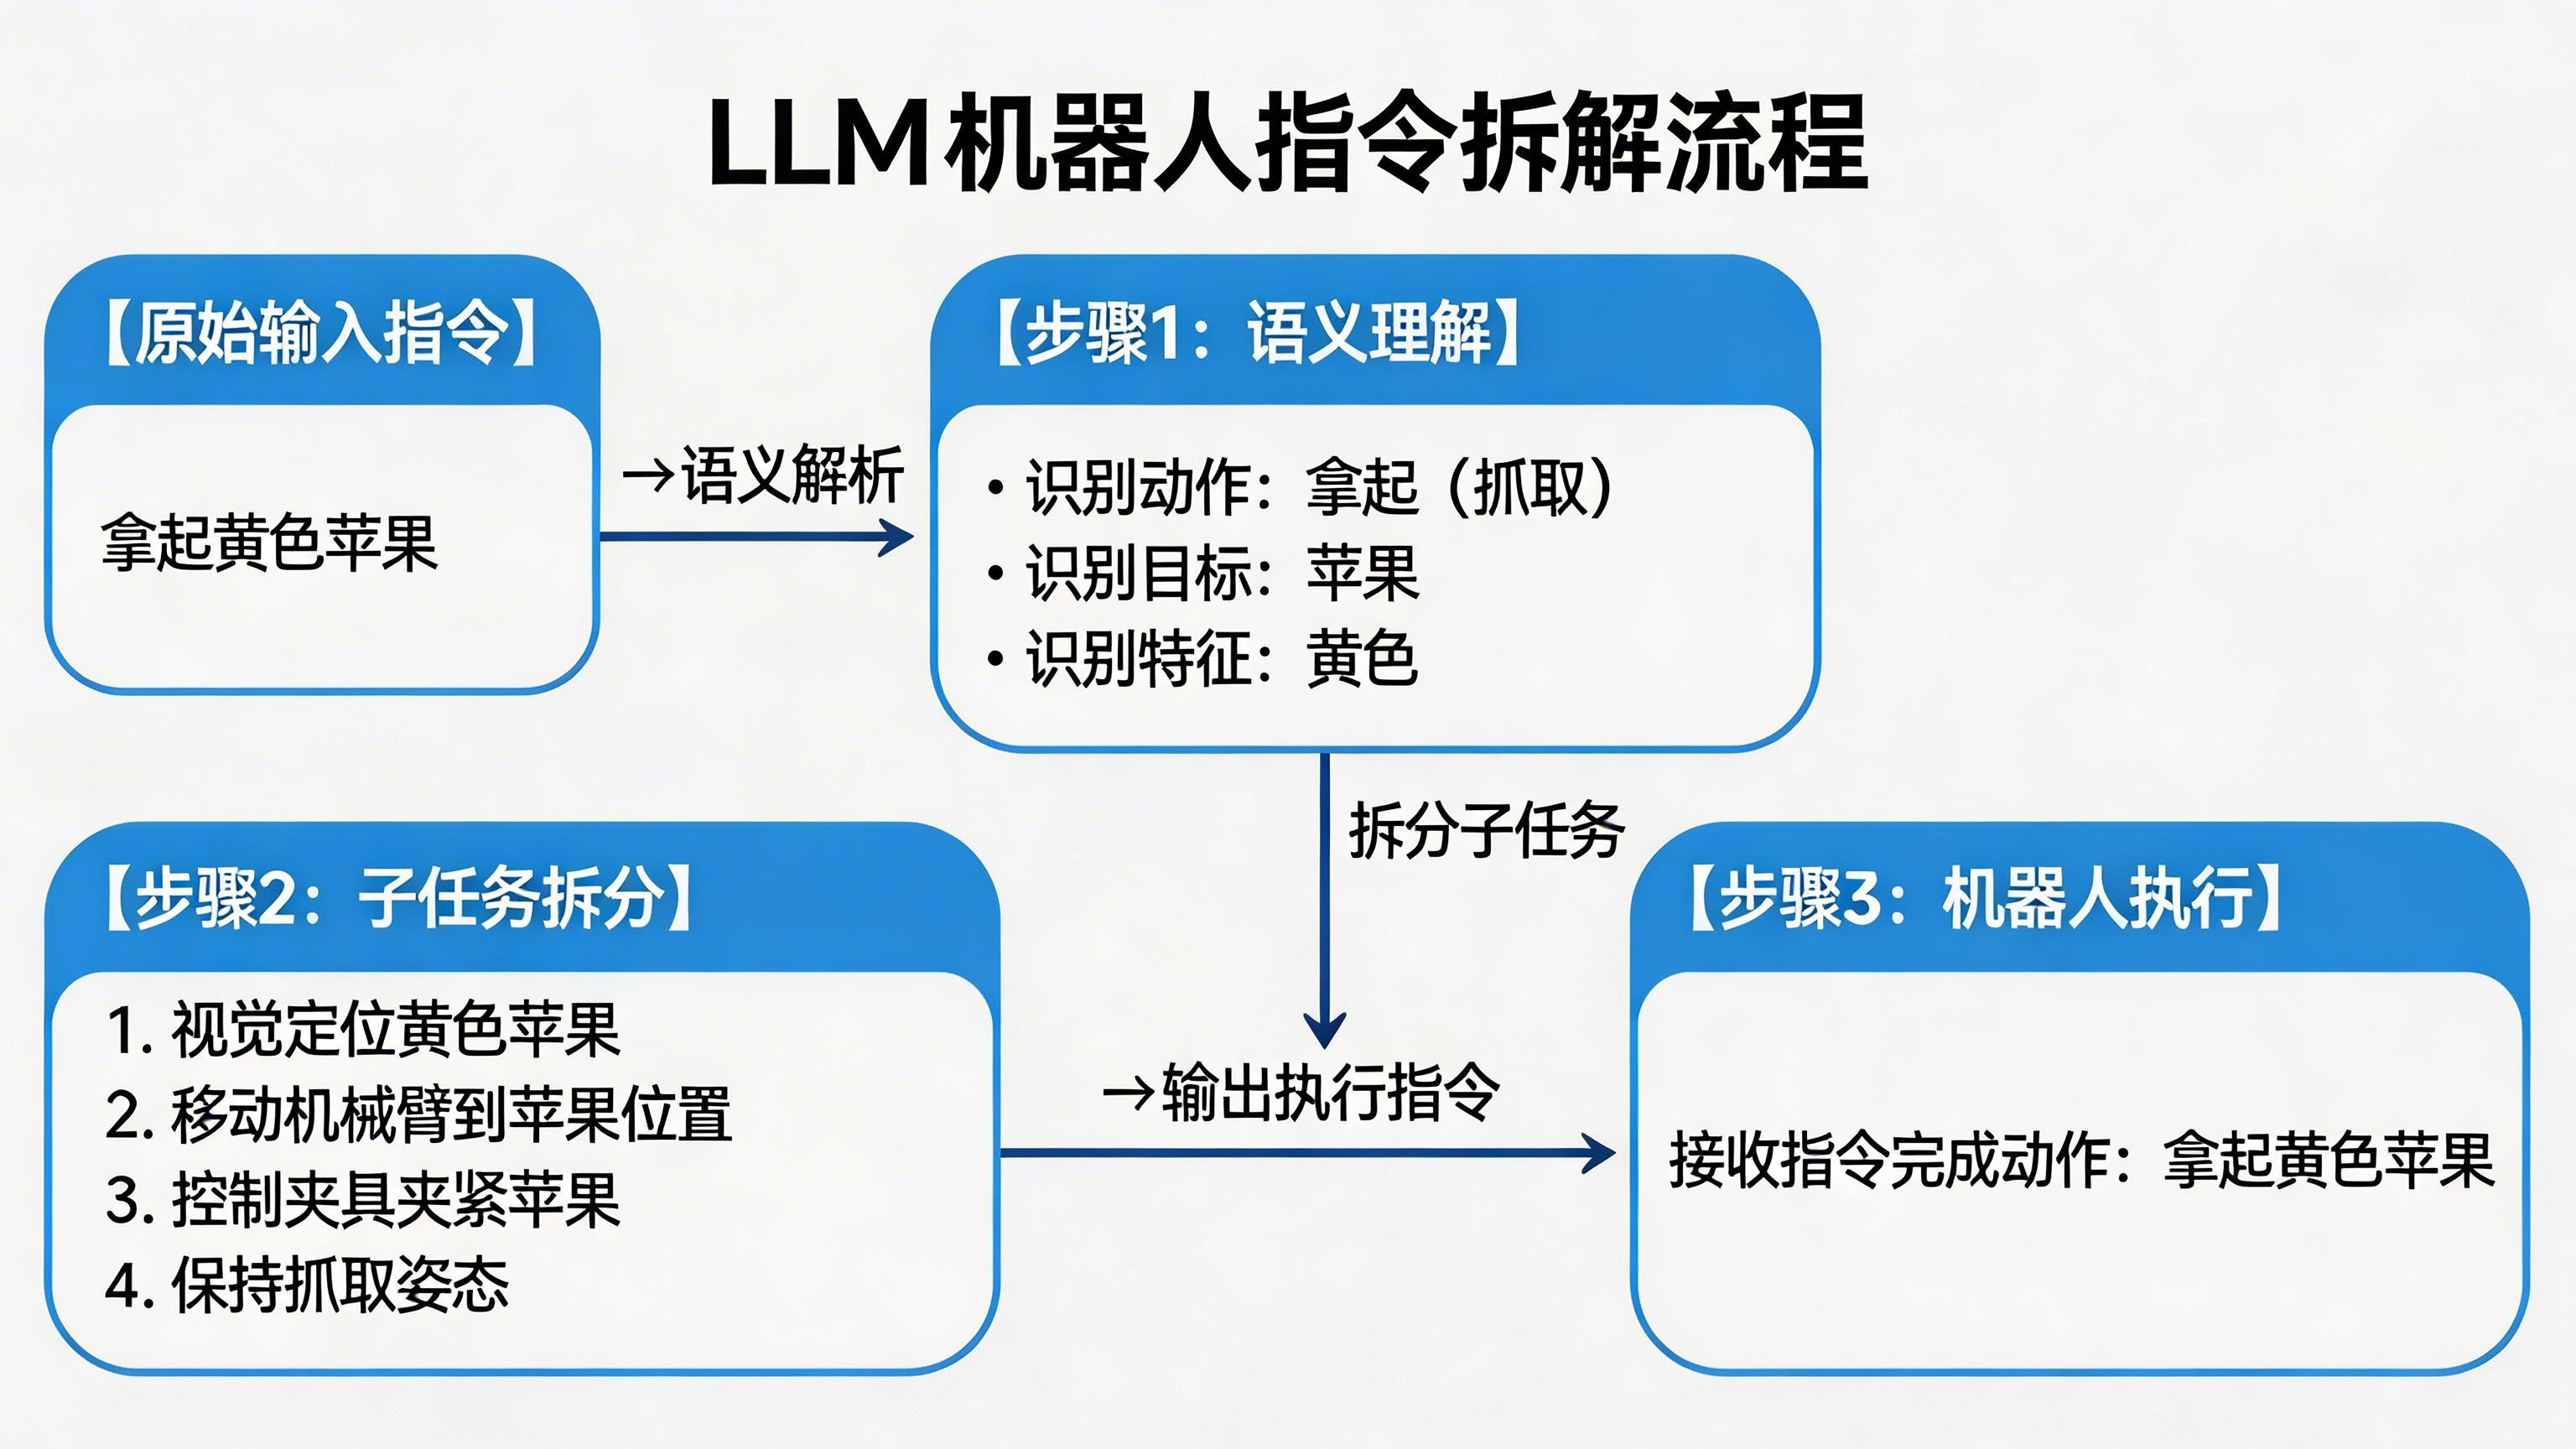 LLM机器人指令拆解流程
【原始输入指令】
拿起黄色苹果
→语义解析
【步骤1：语义理解】
• 识别动作：拿起（抓取）
• 识别目标：苹果
• 识别特征：黄色
拆分子任务
【步骤2：子任务拆分】
1. 视觉定位黄色苹果
2. 移动机械臂到苹果位置
3. 控制夹具夹紧苹果
4. 保持抓取姿态
→输出执行指令
【步骤3：机器人执行】
接收指令完成动作：拿起黄色苹果